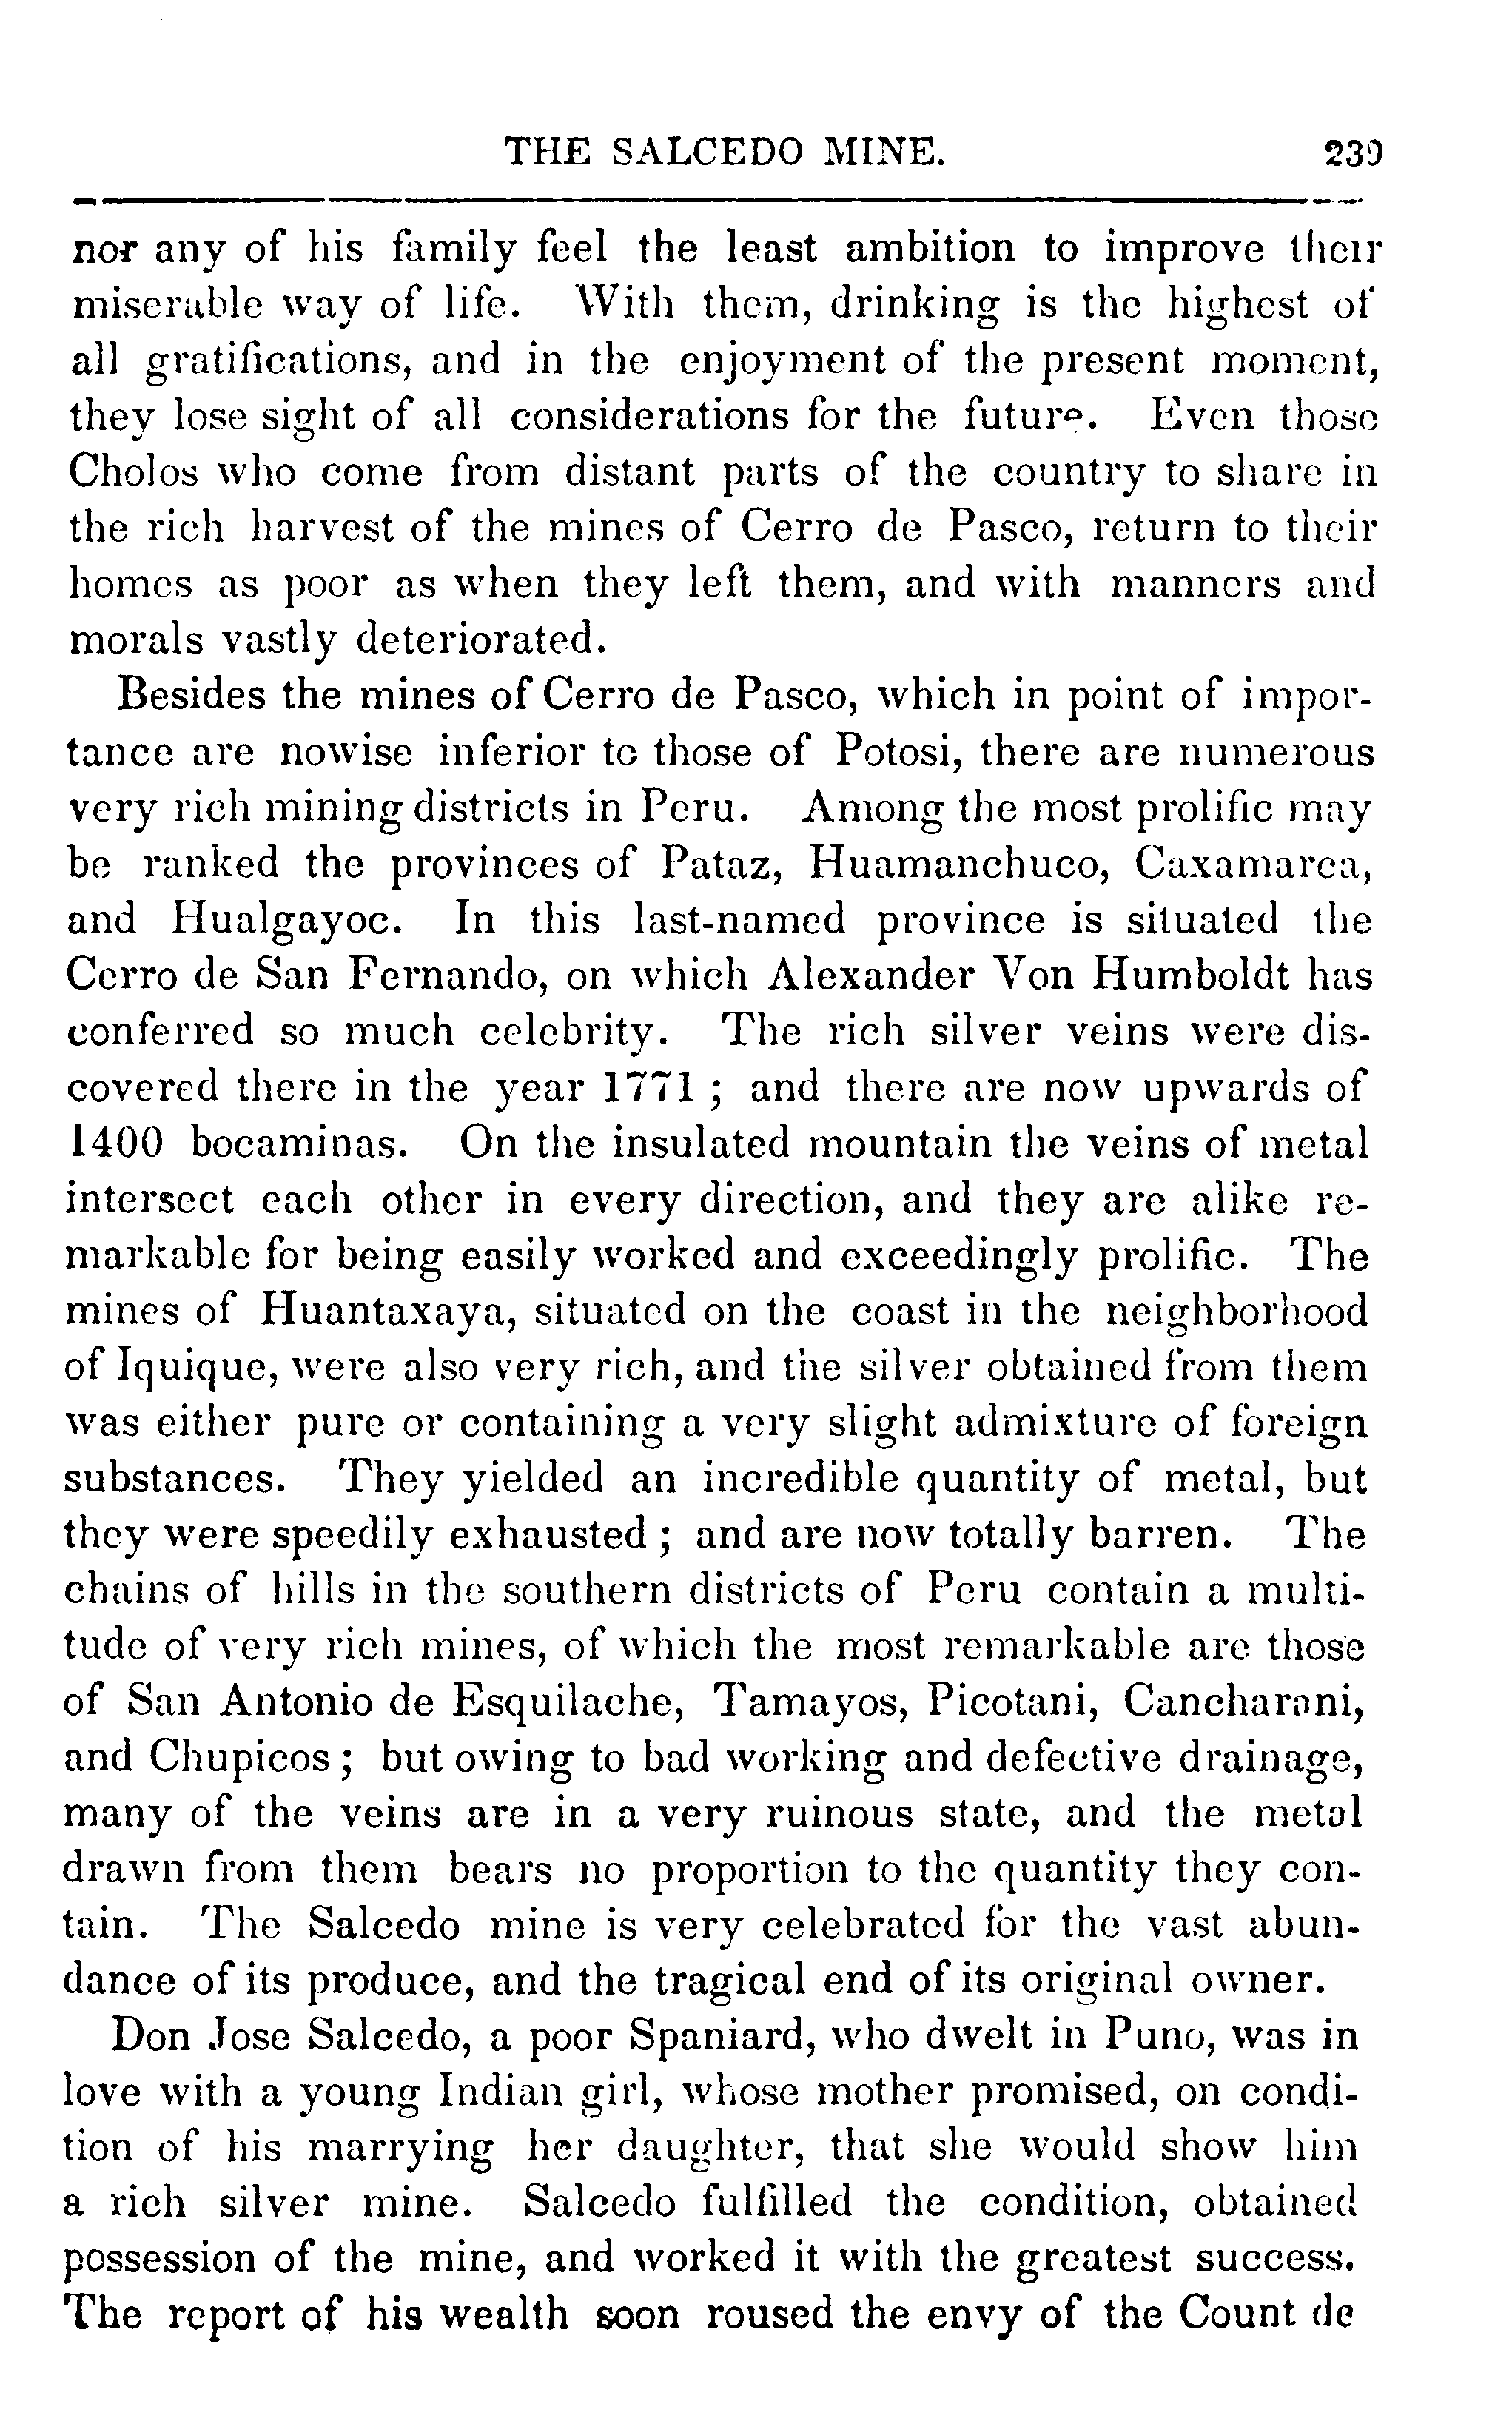 THE SALCEDO MINE. 239
nor any of his family feel the least ambition to improve their
miserable way of life. With them, drinking is the highest of
all gratifications, and in the enjoyment of the present moment,
they lose sight of all considerations for the future. Even those
Cholos who come from distant parts of the country to share in
the rich harvest of the mines of Cerro de Pasco, return to their
homes as poor as when they left them, and with manners and
morals vastly deteriorated.
Besides the mines of Cerro de Pasco, which in point of impor-
tance are nowise inferior to those of Potosi, there are numerous
very rich mining districts in Peru. Among the most prolific may
be ranked the provinces of Pataz, Huamanchuco, Caxamarca,
and Hualgayoc. In this last-named province is situated the
Cerro de San Fernando, on which Alexander Von Humboldt has
conferred so much celebrity. The rich silver veins were dis-
covered there in the year 1771 ; and there are now upwards of
1400 bocaminas. On the insulated mountain the veins of metal
intersect each other in every direction, and they are alike re-
markable for being easily worked and exceedingly prolific. The
mines of Huantaxaya, situated on the coast in the neighborhood
of Iquique, were also very rich, and the silver obtained from them
was either pure or containing a very slight admixture of foreign
substances. They yielded an incredible quantity of metal, but
they were speedily exhausted ; and are now totally barren. The
chains of hills in the southern districts of Peru contain a multi-
tude of very rich mines, of which the most remarkable are those
of San Antonio de Esquilache, Tamayos, Picotani, Cancharani,
and Chupicos ; but owing to bad working and defective drainage,
many of the veins are in a very ruinous state, and the metal
drawn from them bears no proportion to the quantity they con-
tain. The Salcedo mine is very celebrated for the vast abun-
dance of its produce, and the tragical end of its original owner.
Don Jose Salcedo, a poor Spaniard, who dwelt in Puno, was in
love with a young Indian girl, whose mother promised, on condi-
tion of his marrying her daughter, that she would show him
a rich silver mine. Salcedo fulfilled the condition, obtained
possession of the mine, and worked it with the greatest success.
The report of his wealth soon roused the envy of the Count de